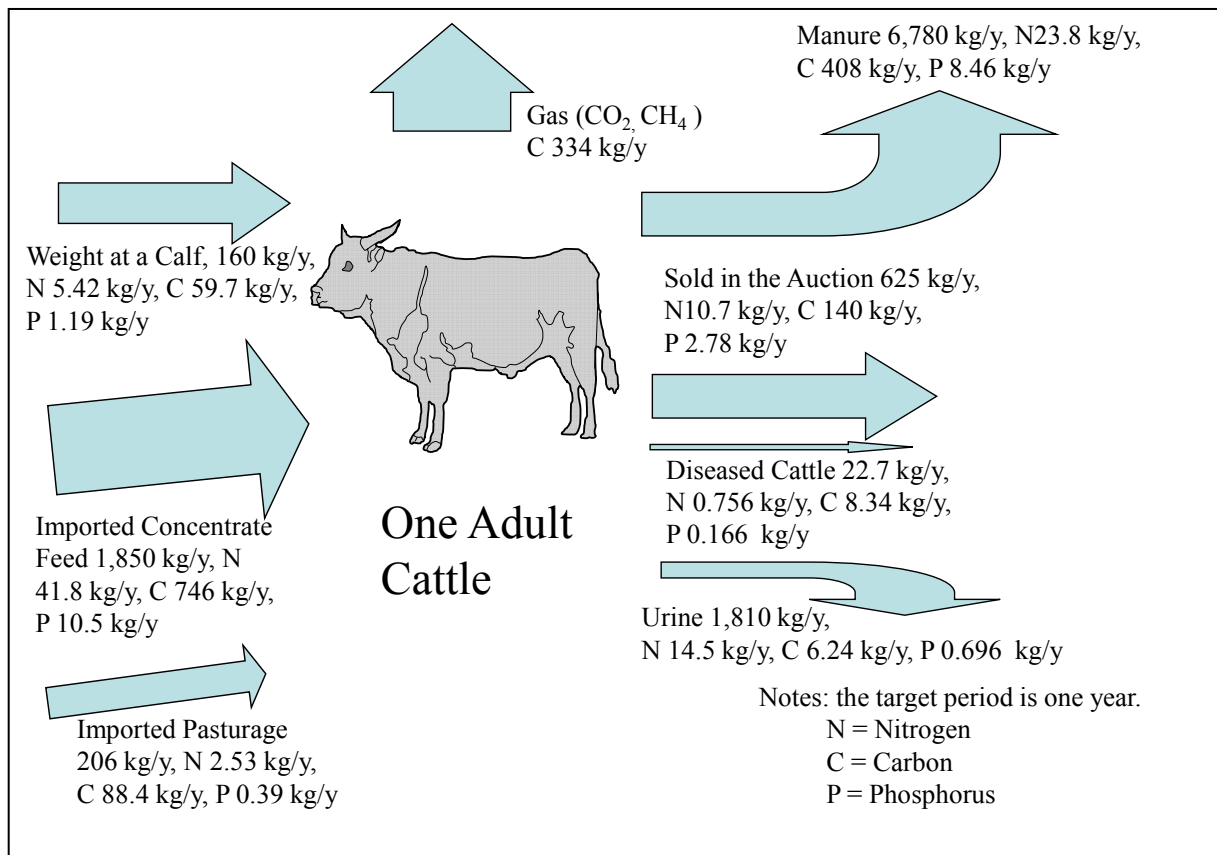 Manure 6,780 kg/y, N23.8 kg/y,
C 408 kg/y, P 8.46 kg/y
Gas (CO2, CH4 )
C 334 kg/y
Weight at a Calf, 160 kg/y,
N 5.42 kg/y, C 59.7 kg/y,
P 1.19 kg/y
Sold in the Auction 625 kg/y,
N10.7 kg/y, C 140 kg/y,
P 2.78 kg/y
Diseased Cattle 22.7 kg/y,
N 0.756 kg/y, C 8.34 kg/y,
P 0.166 kg/y
One Adult
Cattle
Imported Concentrate
Feed 1,850 kg/y, N
41.8 kg/y, C 746 kg/y,
P 10.5 kg/y
Urine 1,810 kg/y,
N 14.5 kg/y, C 6.24 kg/y, P 0.696 kg/y
Imported Pasturage
206 kg/y, N 2.53 kg/y,
C 88.4 kg/y, P 0.39 kg/y
Notes: the target period is one year.
N = Nitrogen
C = Carbon
P = Phosphorus